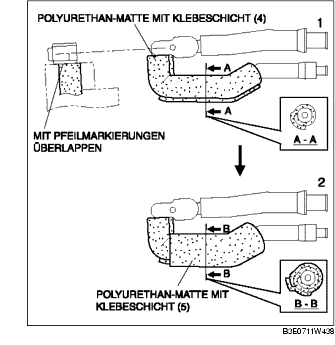 POLYURETHAN-MATTE MIT KLEBESCHICHT (4)
1
A
A
MIT PFEILMARKIERUNGEN
ÜBERLAPPEN
A - A
2
B
B
POLYURETHAN-MATTE MIT
KLEBESCHICHT (5)
B - B
B3E0711W438